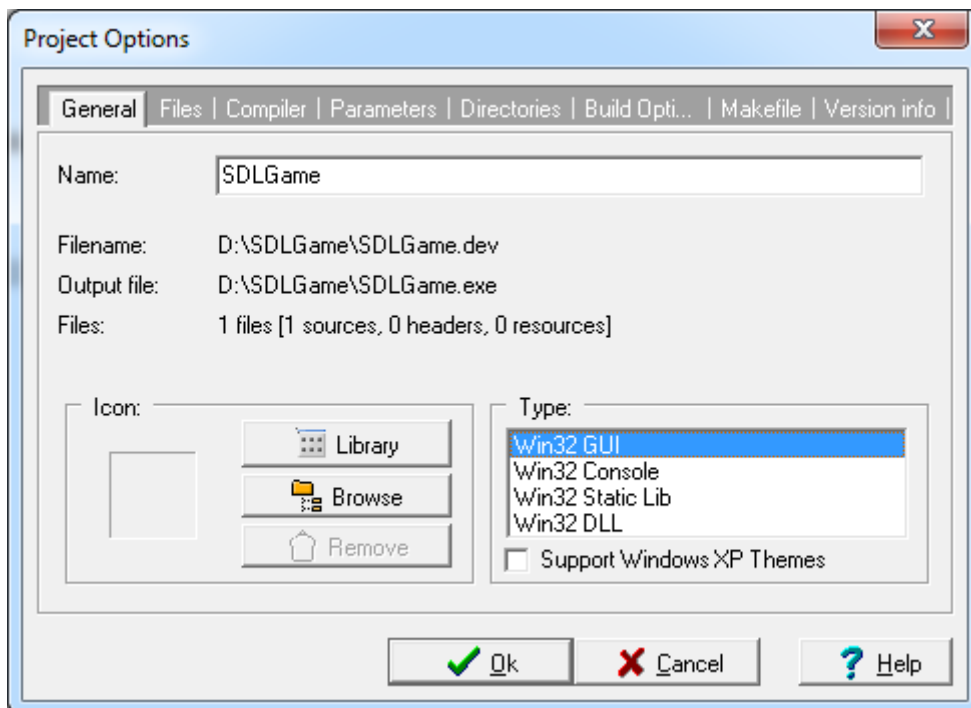 Project Options
General | Files | Compiler | Parameters | Directories | Build Opti... | Makefile | Version info |
Name: SDLGame
Filename: D:\SDLGame\SDLGame.dev
Output file: D:\SDLGame\SDLGame.exe
Files: 1 files [1 sources, 0 headers, 0 resources]
Icon: Type:
Library Win32 GUI
Win32 Console
Browse Win32 Static Lib
Win32 DLL
Remove Support Windows XP Themes
Ok Cancel Help